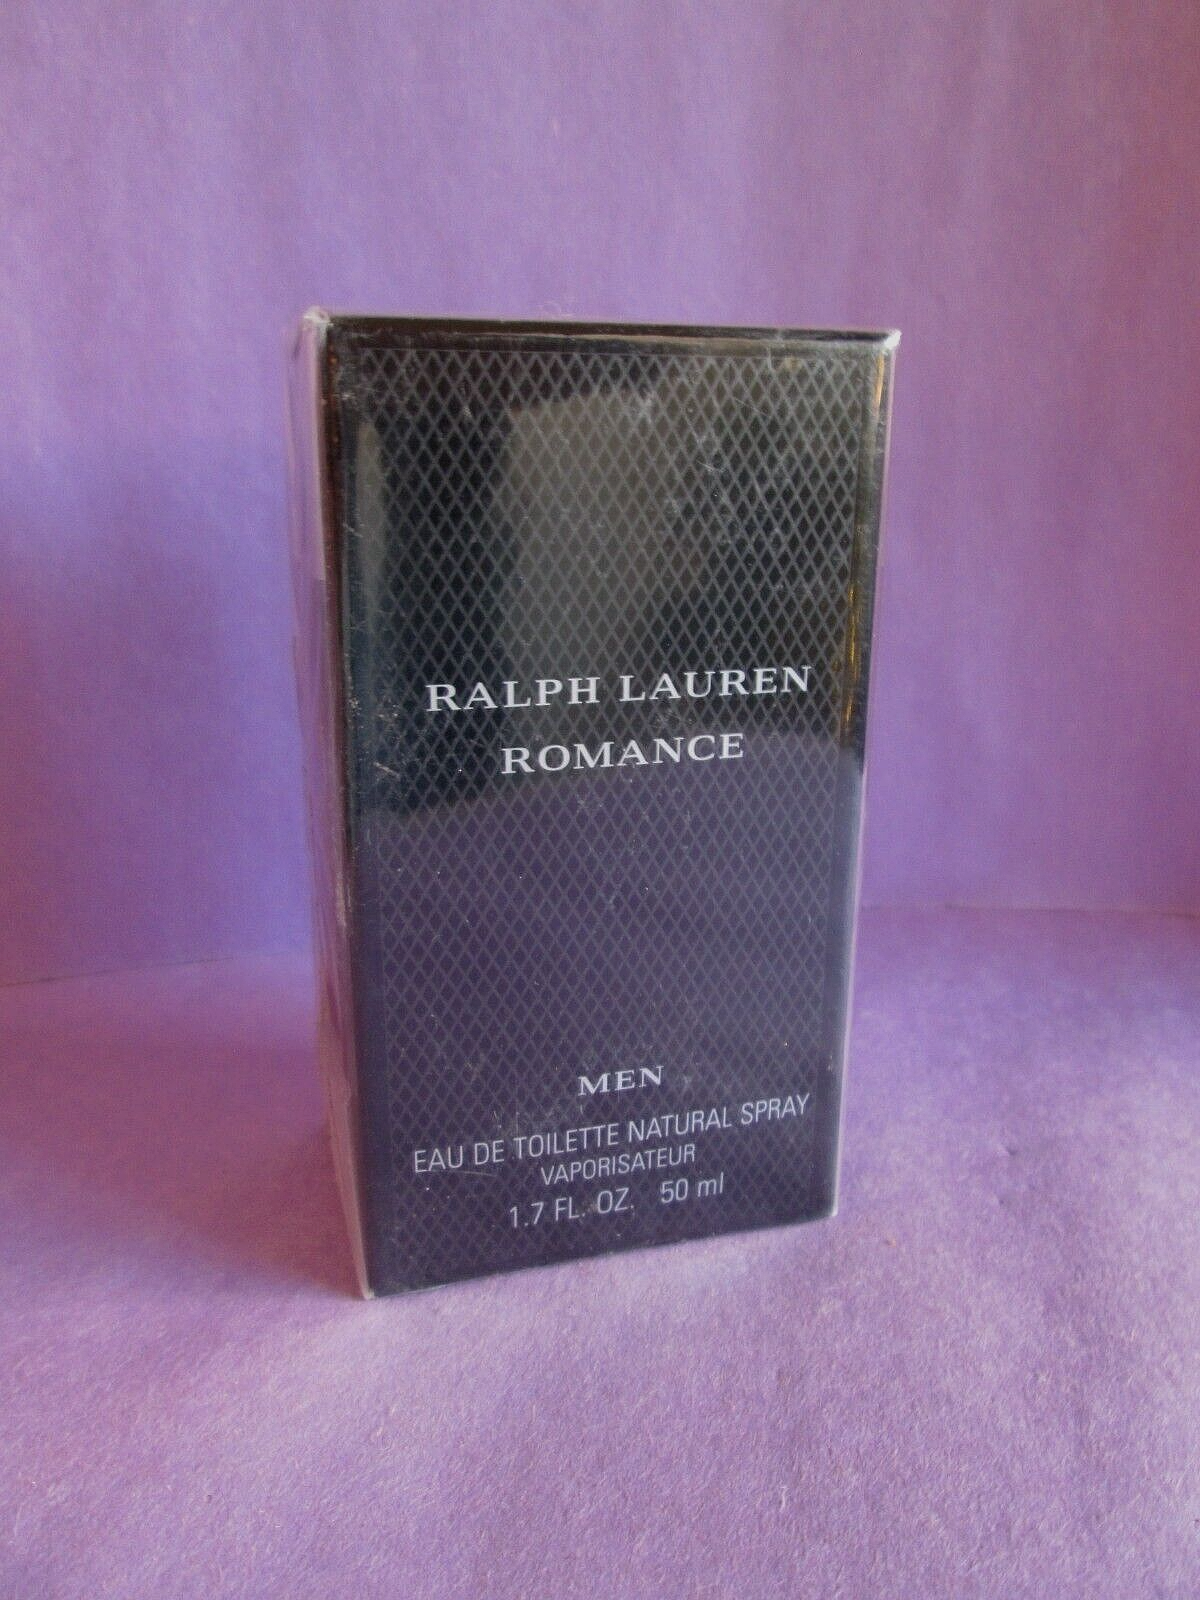 RALPH LAUREN
ROMANCE
MEN
EAU DE TOILETTE NATURAL SPRAY
VAPORISATEUR
1.7 FL. OZ. 50 ml